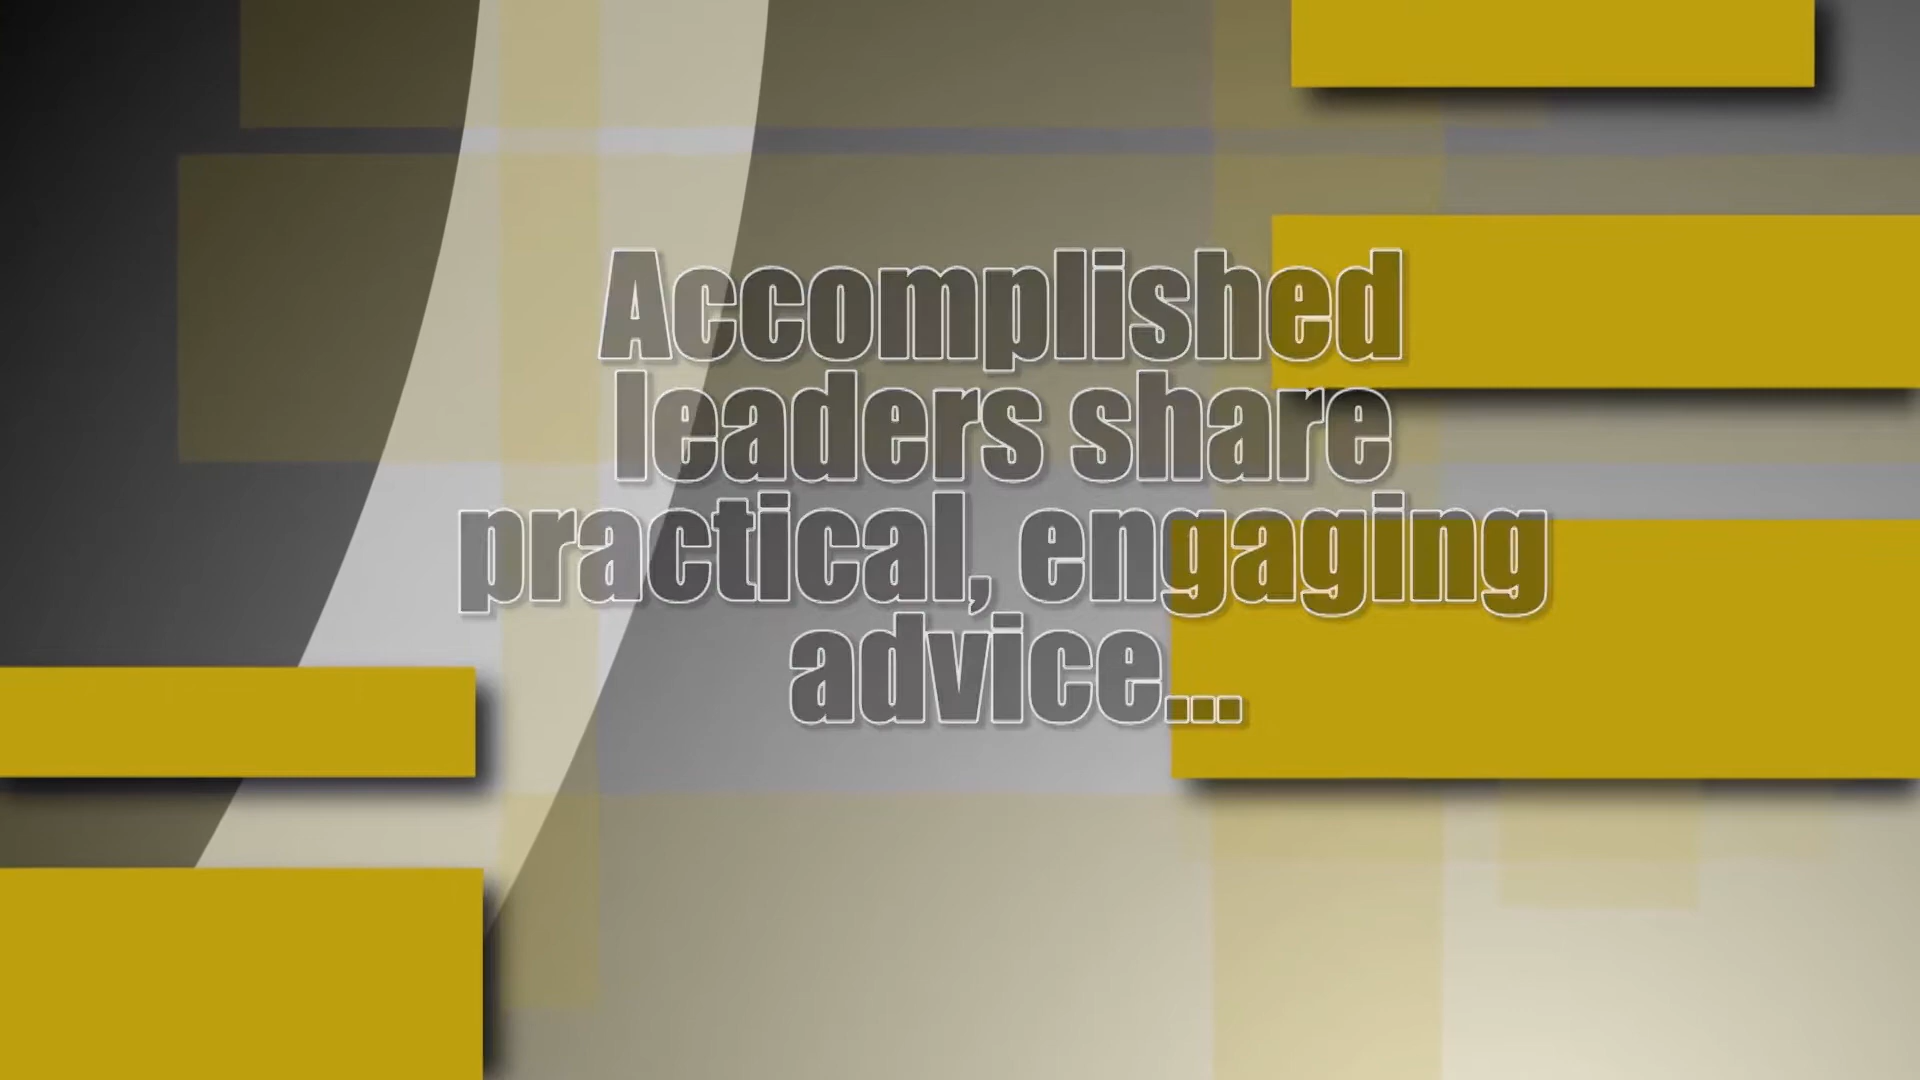 Accomplished
leaders share
practical, engaging
advice...